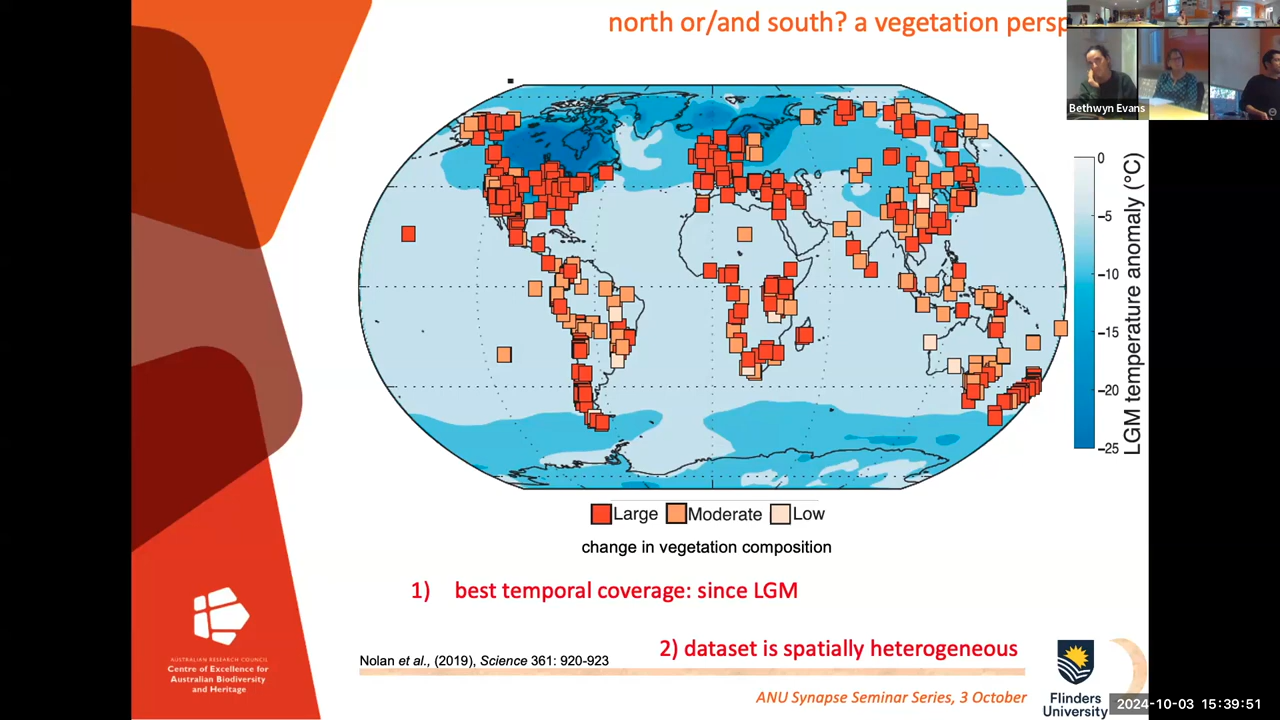 north or/and south? a vegetation persp
Bethwyn Evans
0
−5
−10
−15
−20
−25
LGM temperature anomaly (°C)
Large Moderate Low
change in vegetation composition
1) best temporal coverage: since LGM
2) dataset is spatially heterogeneous
Nolan et al., (2019), Science 361: 920-923
AUSTRALIAN RESEARCH COUNCIL
Centre of Excellence for
Australian Biodiversity
and Heritage
ANU Synapse Seminar Series, 3 October
Flinders
University
2024-10-03 15:39:51